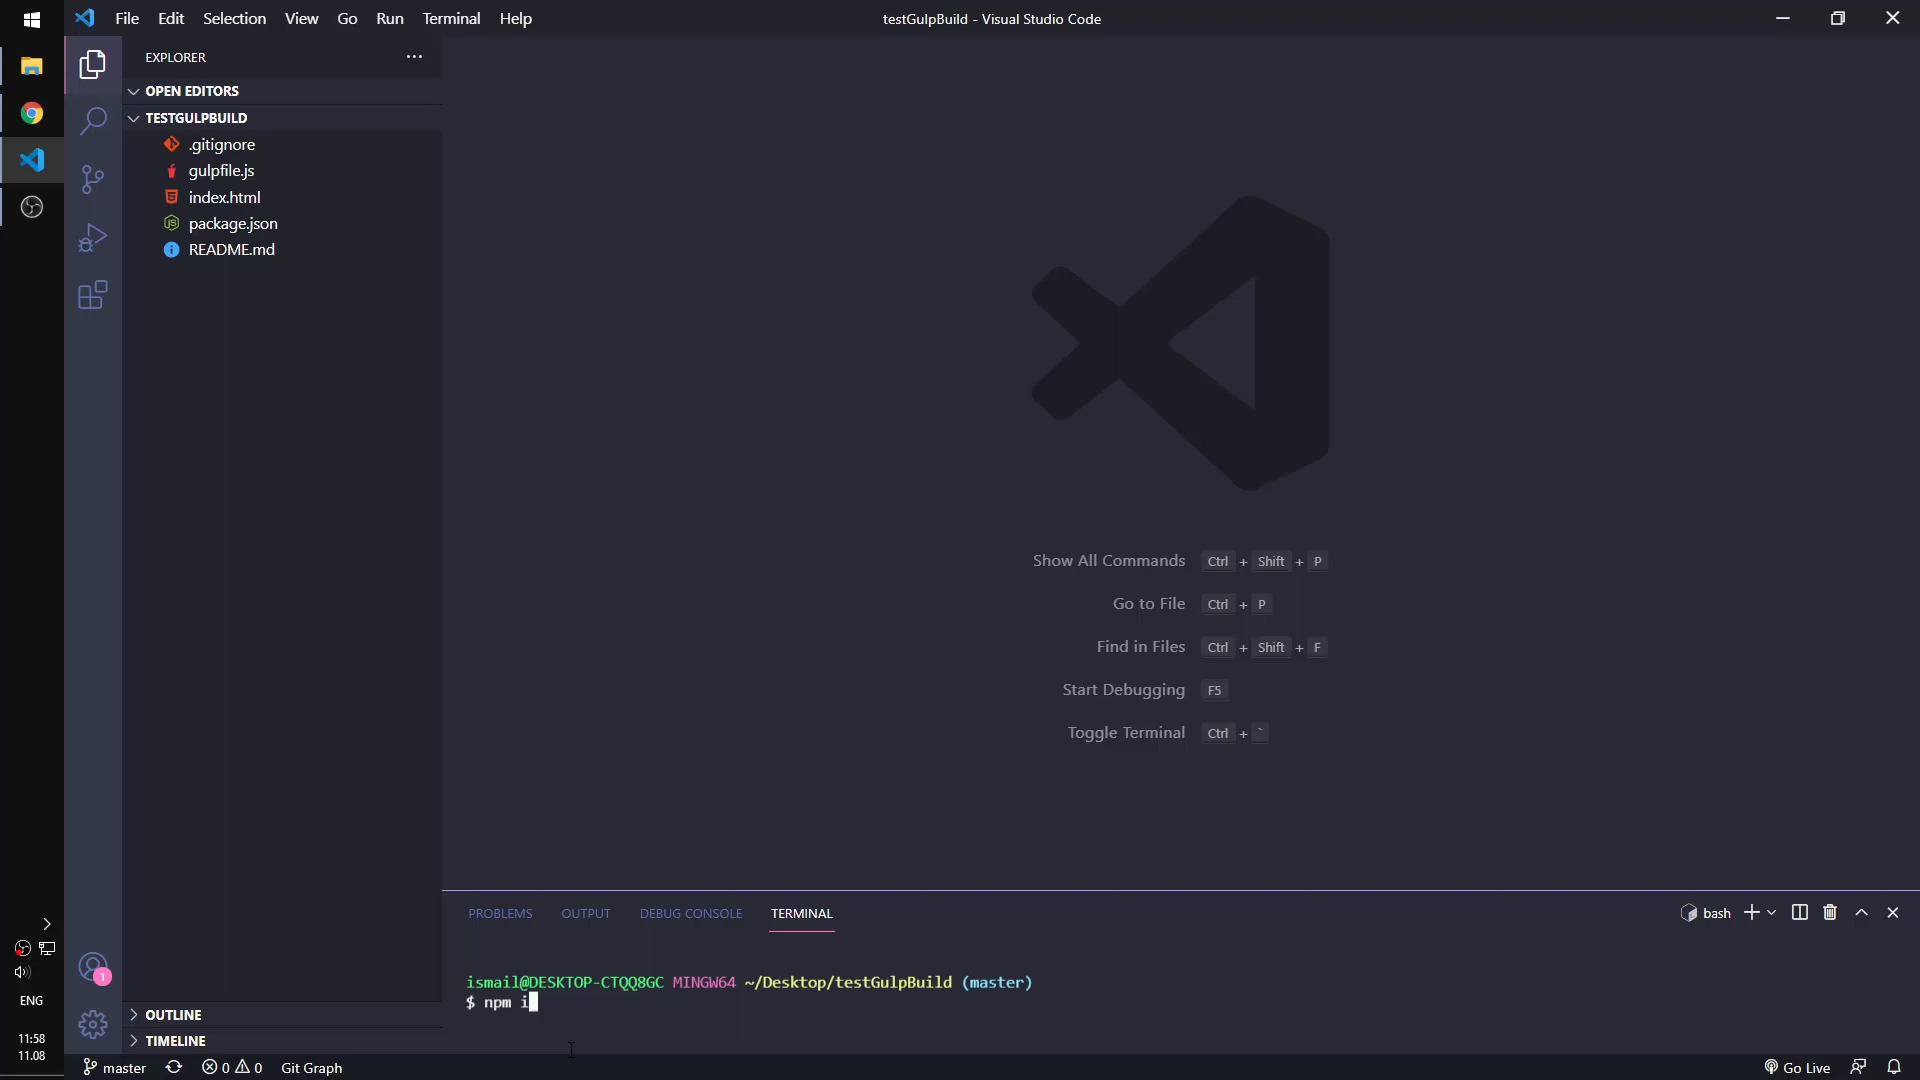 File Edit Selection View Go Run Terminal Help
testGulpBuild - Visual Studio Code
EXPLORER
OPEN EDITORS
TESTGULPBUILD
.gitignore
gulpfile.js
index.html
package.json
README.md
Show All Commands Ctrl + Shift + P
Go to File Ctrl + P
Find in Files Ctrl + Shift + F
Start Debugging F5
Toggle Terminal Ctrl + `
PROBLEMS OUTPUT DEBUG CONSOLE TERMINAL
bash
ismail@DESKTOP-CTQQ8GC MINGW64 ~/Desktop/testGulpBuild (master)
$ npm i
1
OUTLINE
TIMELINE
ENG
11:58
11.08
master 0 0 Git Graph
Go Live